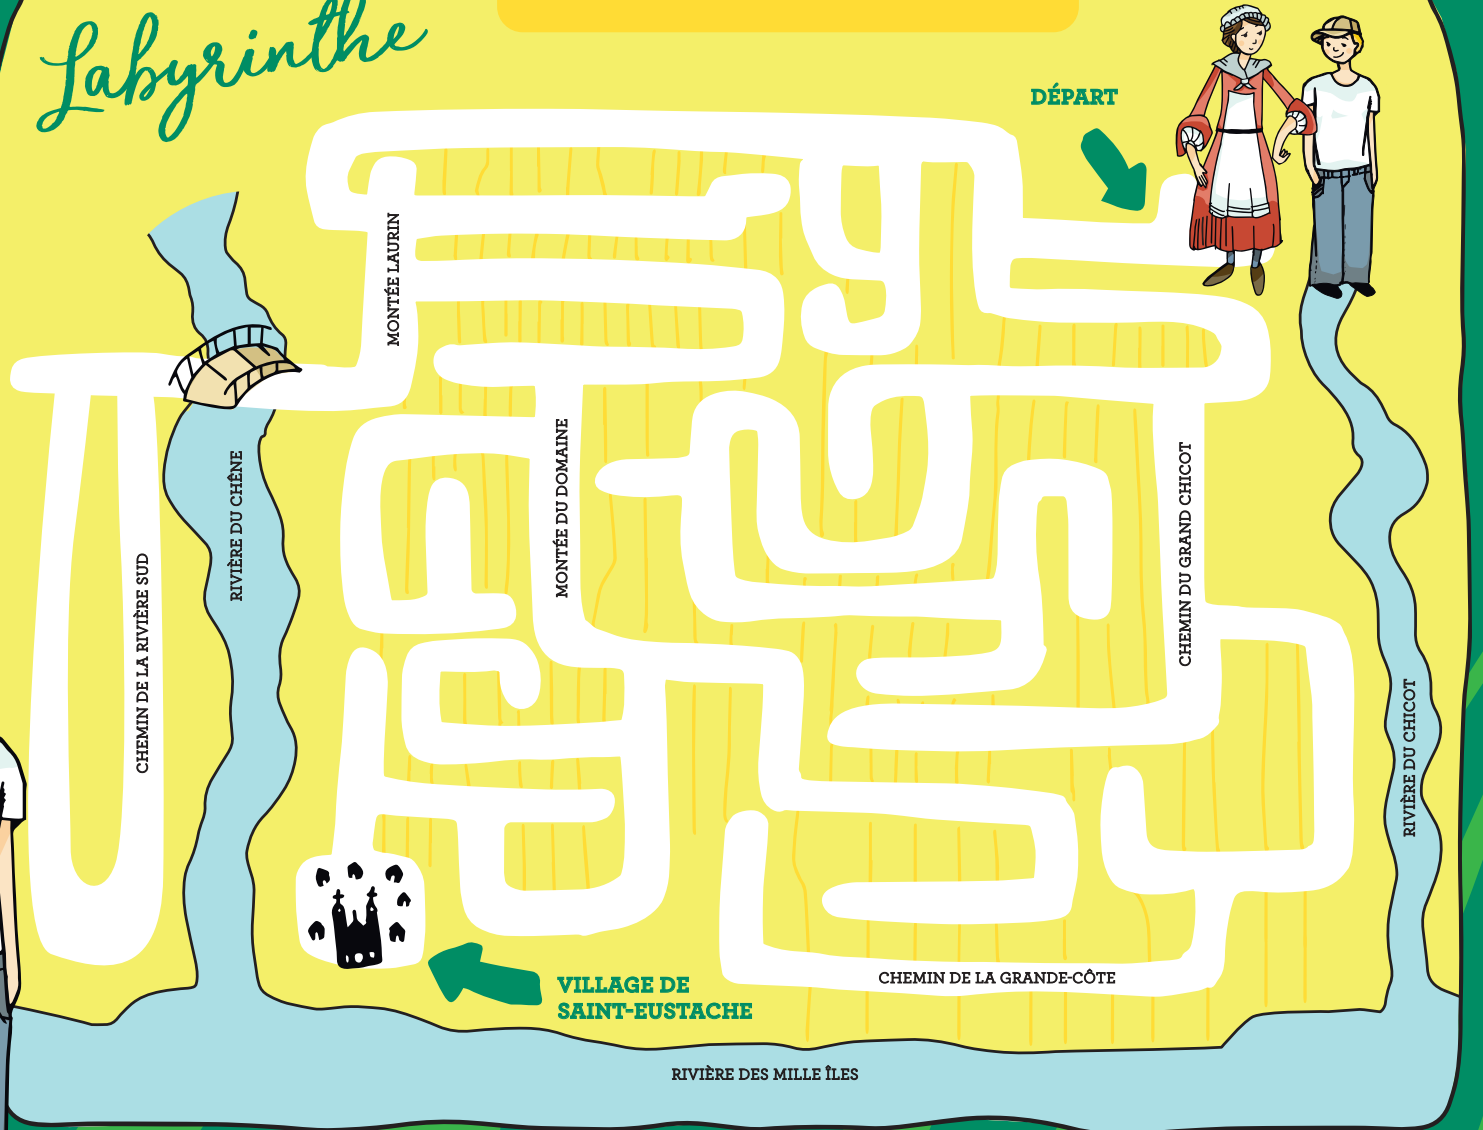 Labyrinthe
DÉPART
MONTÉE LAURIN
MONTÉE DU DOMAINE
CHEMIN DU GRAND CHICOT
RIVIÈRE DU CHÊNE
CHEMIN DE LA RIVIÈRE SUD
RIVIÈRE DU CHICOT
CHEMIN DE LA GRANDE-CÔTE
VILLAGE DE
SAINT-EUSTACHE
RIVIÈRE DES MILLE ÎLES